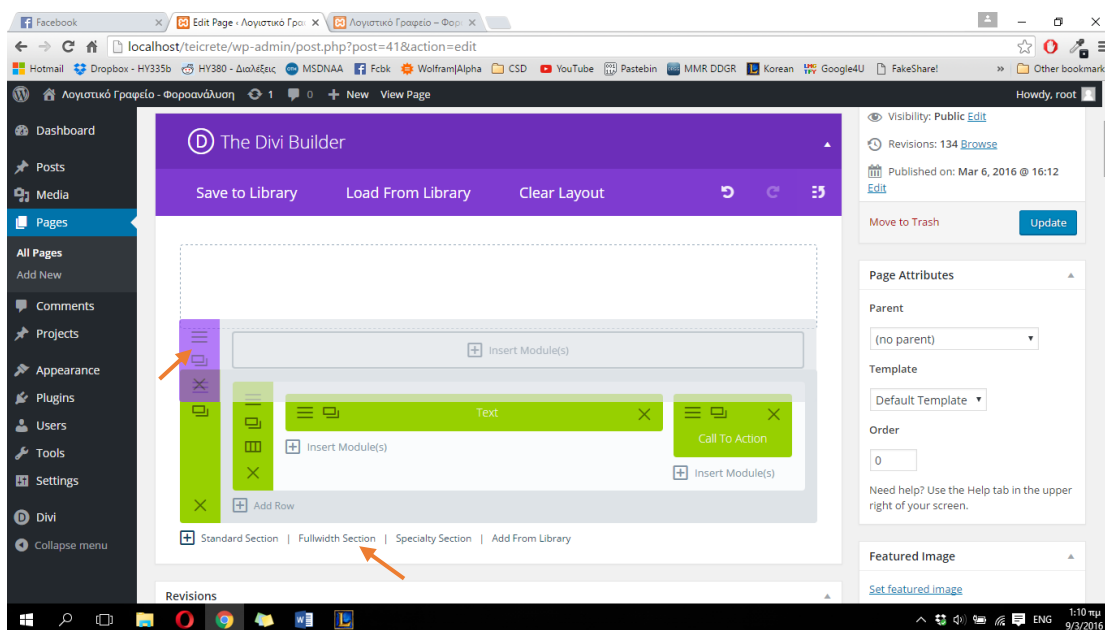 Facebook
Edit Page ‹ Λογιστικό Γρα
Λογιστικό Γραφείο – Φορ
localhost/teicrete/wp-admin/post.php?post=41&action=edit
Hotmail Dropbox - HY335b HY380 - Διαλέξεις MSDNAA Fcbk Wolfram|Alpha CSD YouTube Pastebin MMR DDGR Korean Google4U FakeShare! » Other bookmark
Λογιστικό Γραφείο - Φοροανάλυση 1 0 + New View Page Howdy, root
Dashboard
Posts
Media
Pages
All Pages
Add New
Comments
Projects
Appearance
Plugins
Users
Tools
Settings
Divi
Collapse menu
D The Divi Builder
Save to Library Load From Library Clear Layout
Insert Module(s)
Text
Insert Module(s)
Call To Action
Insert Module(s)
Add Row
Standard Section | Fullwidth Section | Specialty Section | Add From Library
Revisions
Visibility: Public Edit
Revisions: 134 Browse
Published on: Mar 6, 2016 @ 16:12
Edit
Move to Trash Update
Page Attributes
Parent
(no parent)
Template
Default Template
Order
0
Need help? Use the Help tab in the upper
right of your screen.
Featured Image
Set featured image
ENG
1:10 πμ
9/3/2016